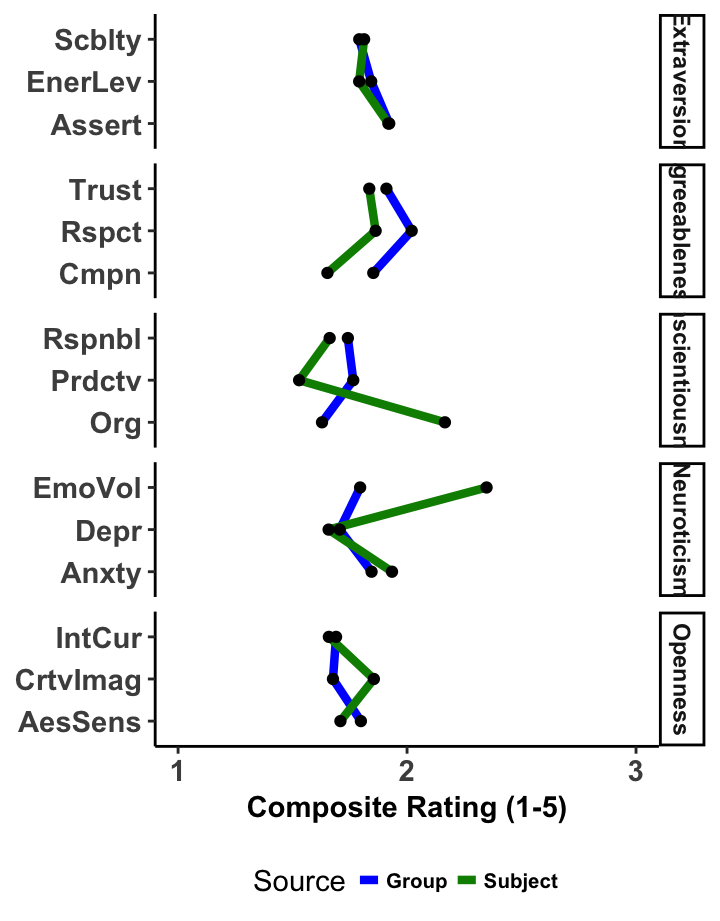 Scblty
EnerLev
Assert
Extraversion
Trust
Rspct
Cmpn
greeablenes
Rspnbl
Prdctv
Org
scientiousn
EmoVol
Depr
Anxty
Neuroticism
IntCur
CrtvImag
AesSens
Openness
1 2 3
Composite Rating (1-5)
Source Group Subject